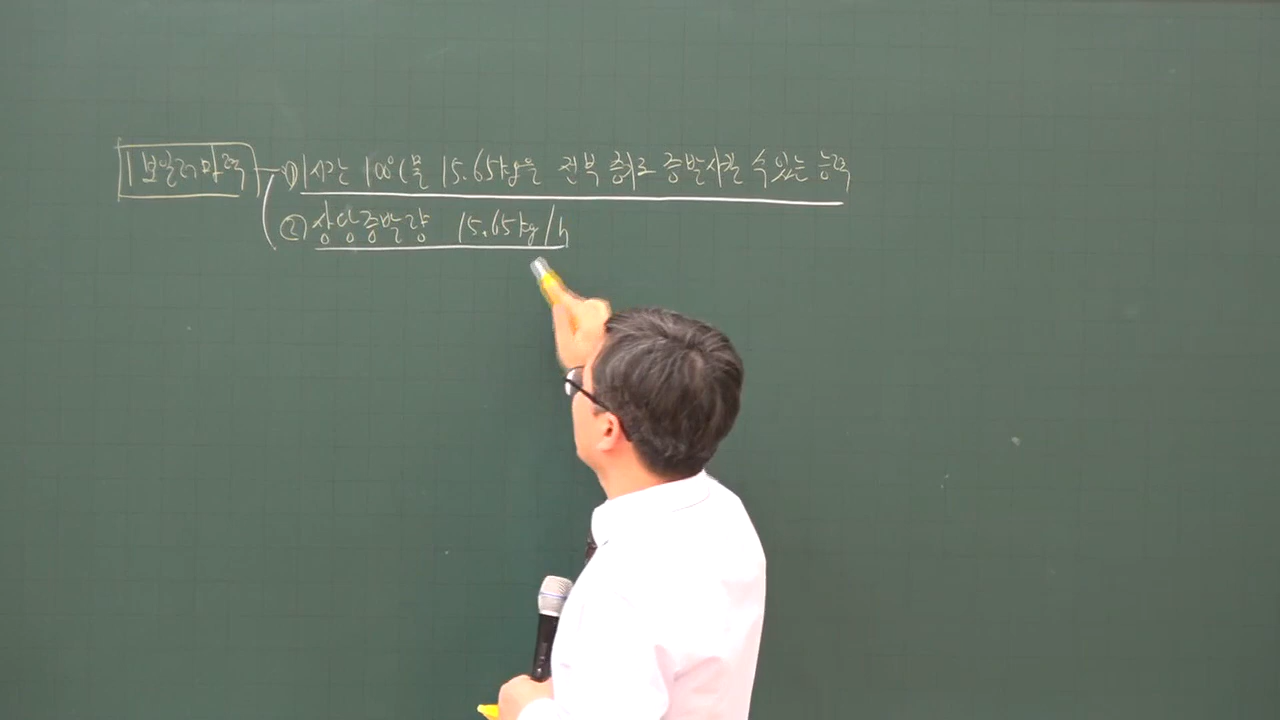 1 보일러마력 ① 1시간 100℃ 물 15.65kg을 전부 증기로 증발시킬 수 있는 능력
② 상당증발량 15.65kg/h